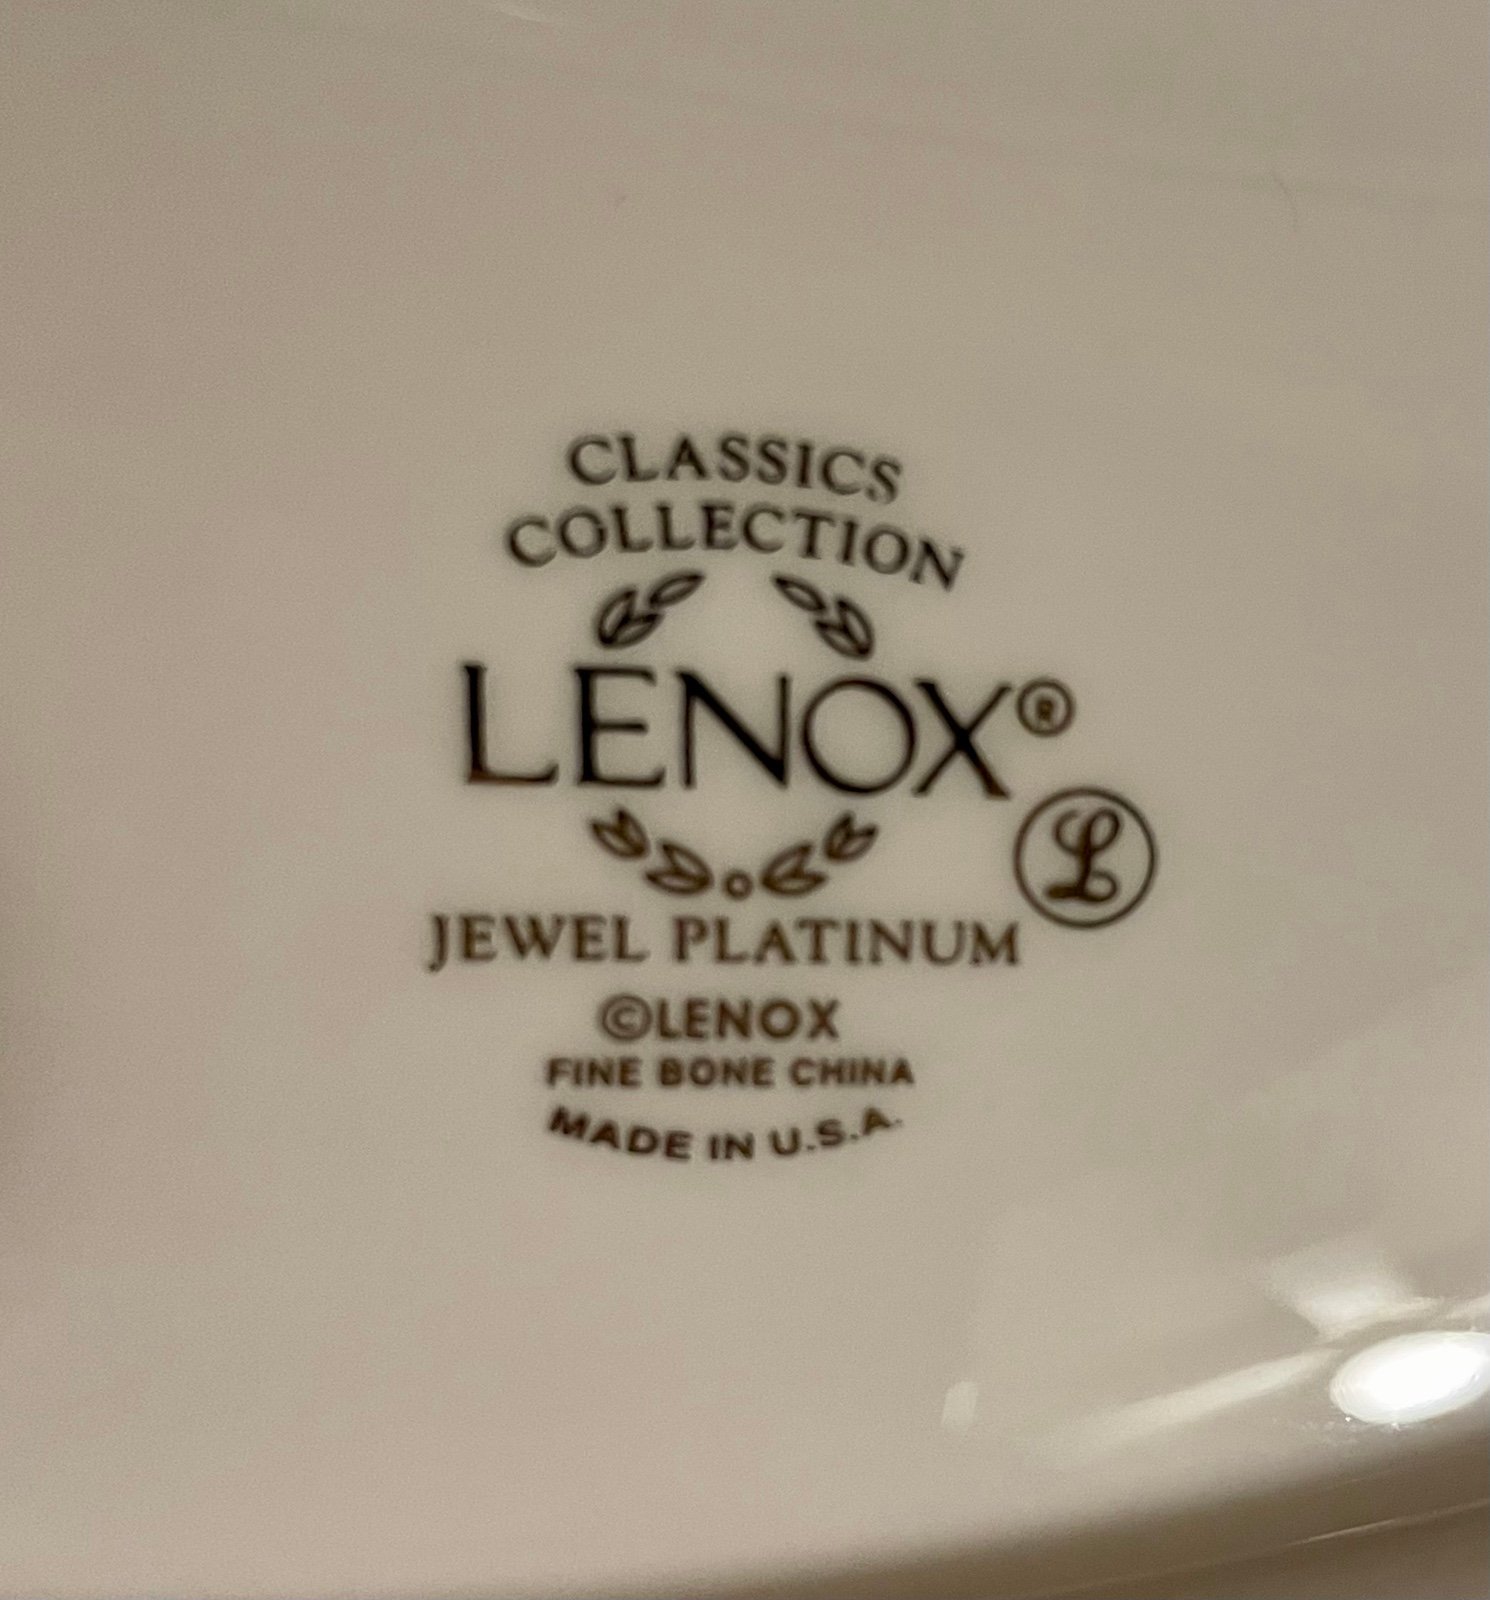 CLASSICS
COLLECTION
LENOX®
L
JEWEL PLATINUM
©LENOX
FINE BONE CHINA
MADE IN U.S.A.